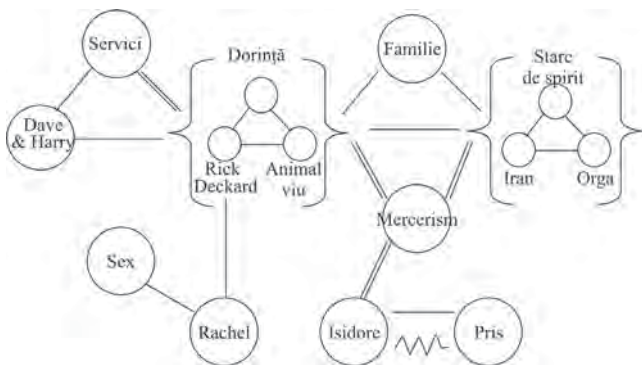 Servici
Dorință
Familie
Stare
de spirit
Dave
& Harry
Rick
Deckard
Animal
viu
Iran
Orga
Mercerism
Sex
Rachel
Isidore
Pris